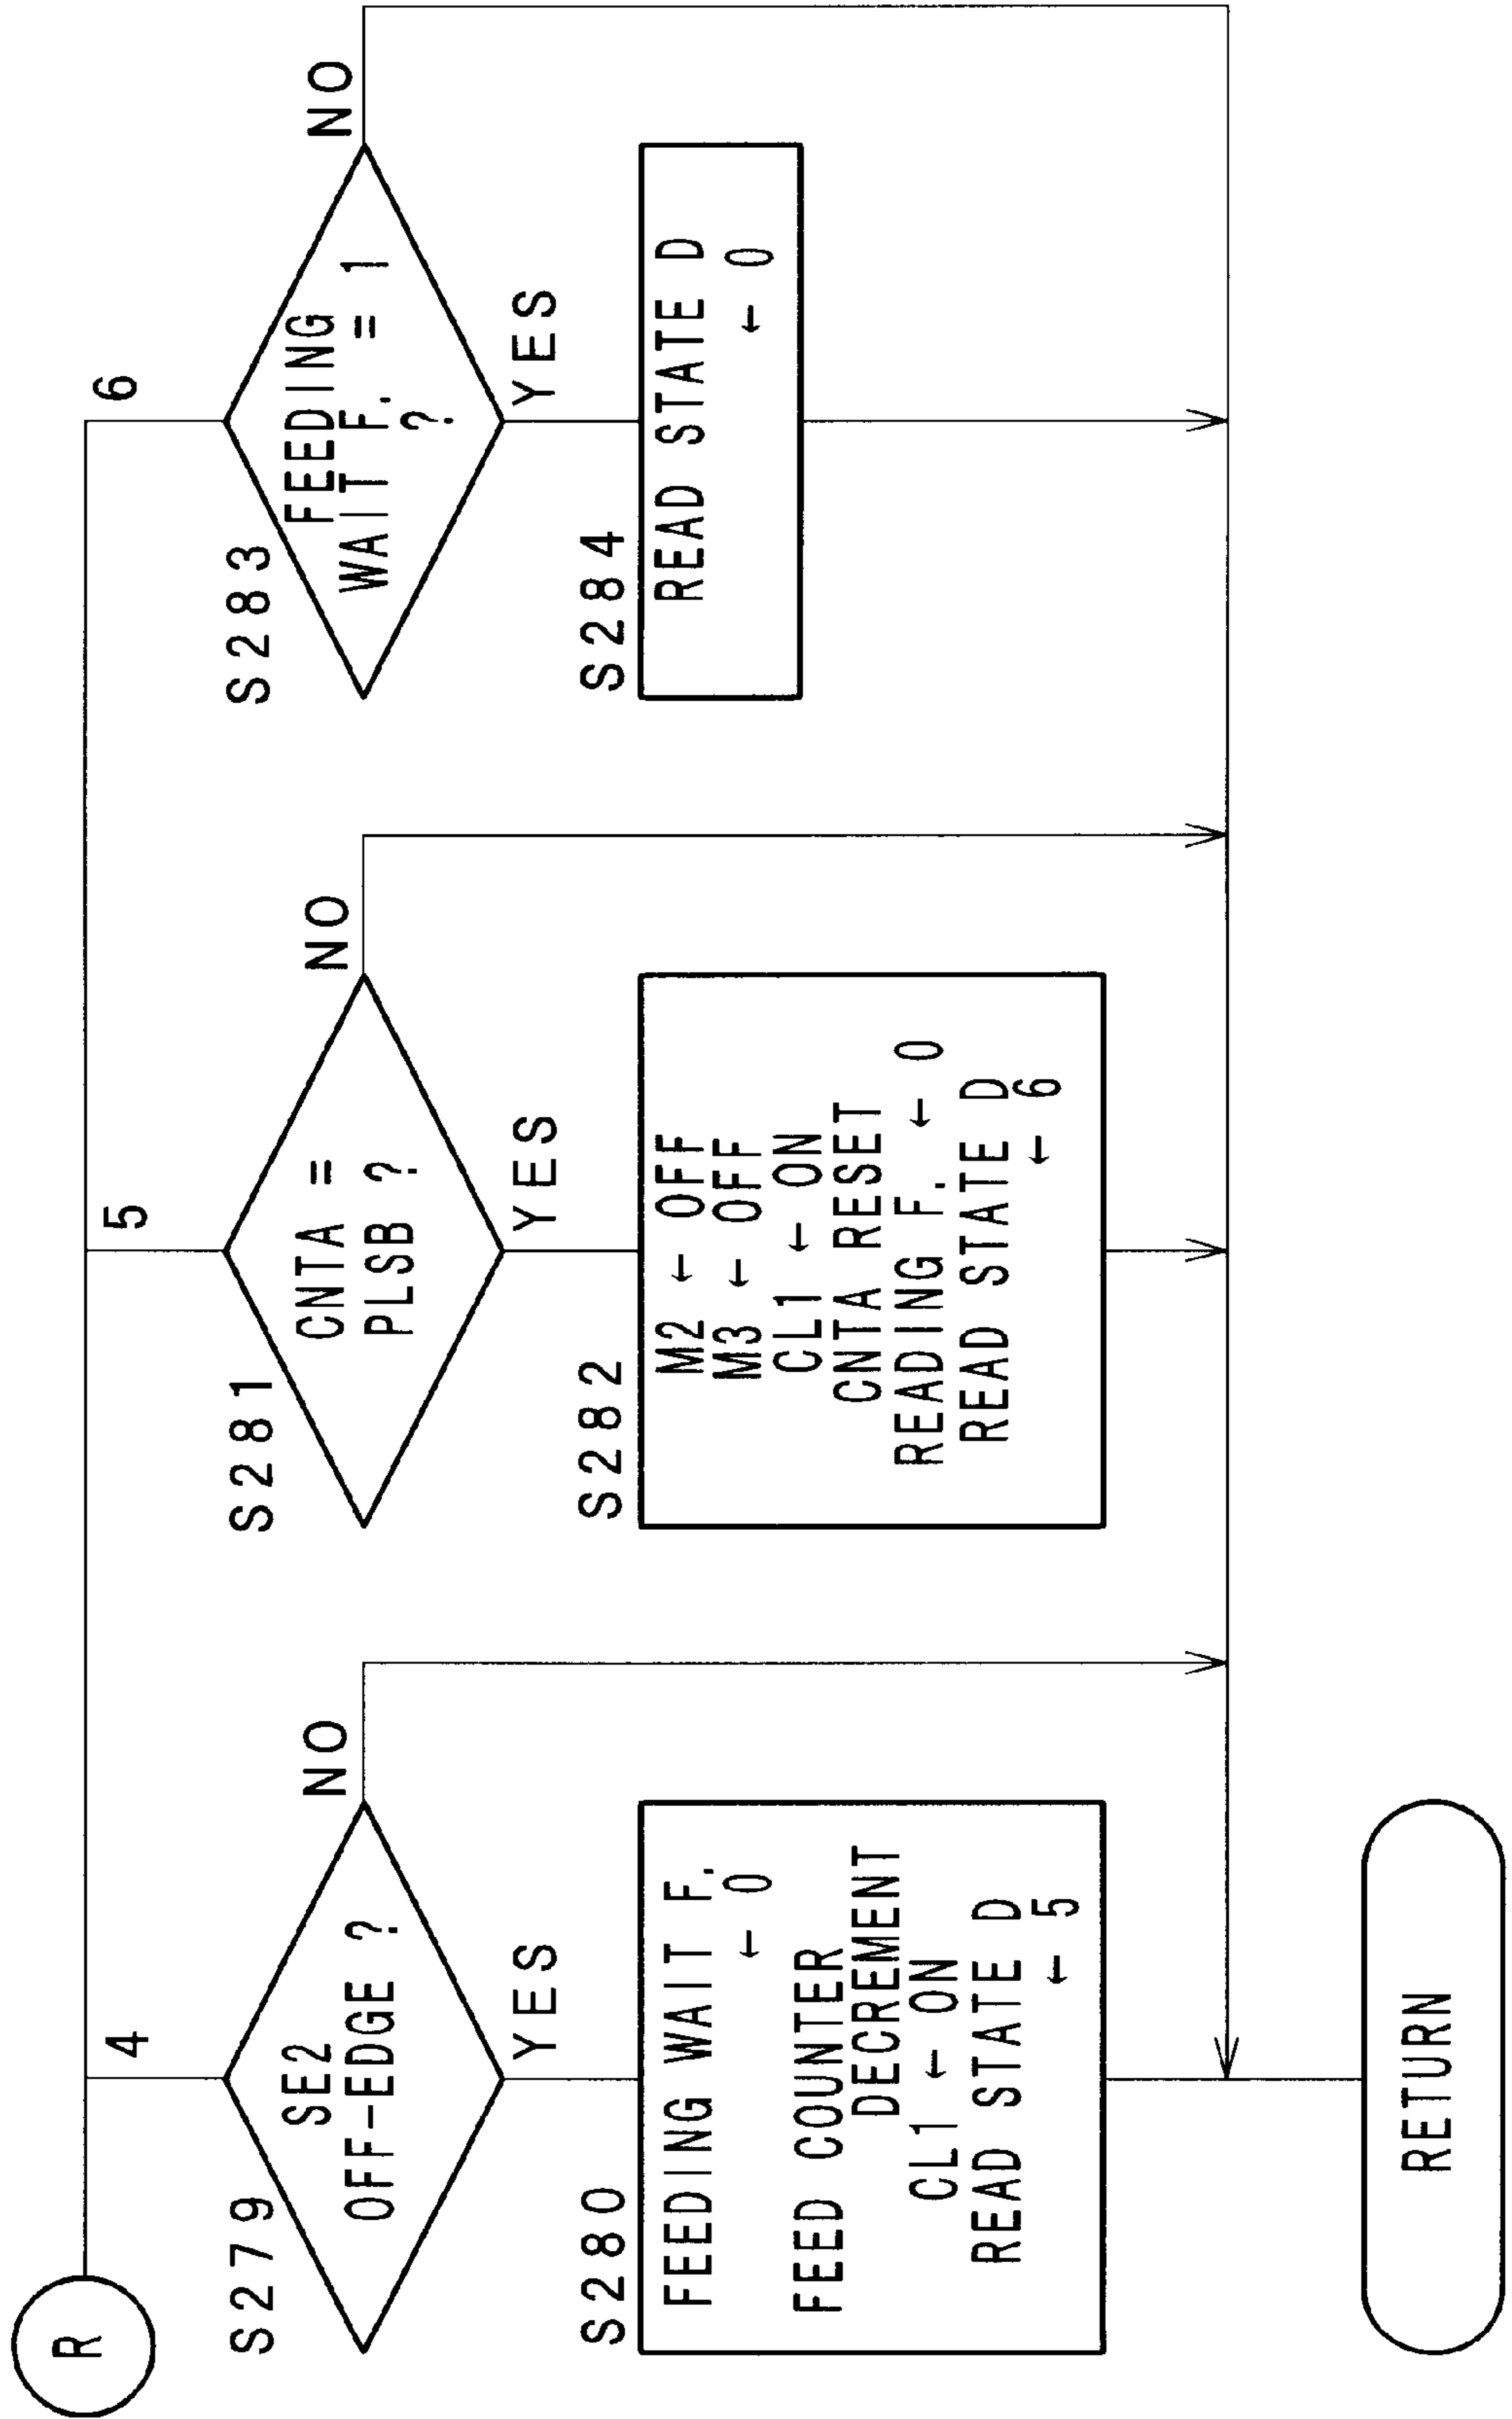 R
4
5
6
S279
SE2
OFF-EDGE ?
NO
YES
S280
FEEDING WAIT F.
← 0
FEED COUNTER
DECREMENT
CL1 ← ON
READ STATE D
← 5
S281
CNTA =
PLSB ?
NO
YES
S282
M2 ← OFF
M3 ← OFF
CL1 ← ON
CNTA RESET
READING F. ← 0
READ STATE D
← 6
S283
FEEDING
WAIT F. = 1
?
NO
YES
S284
READ STATE D
← 0
RETURN